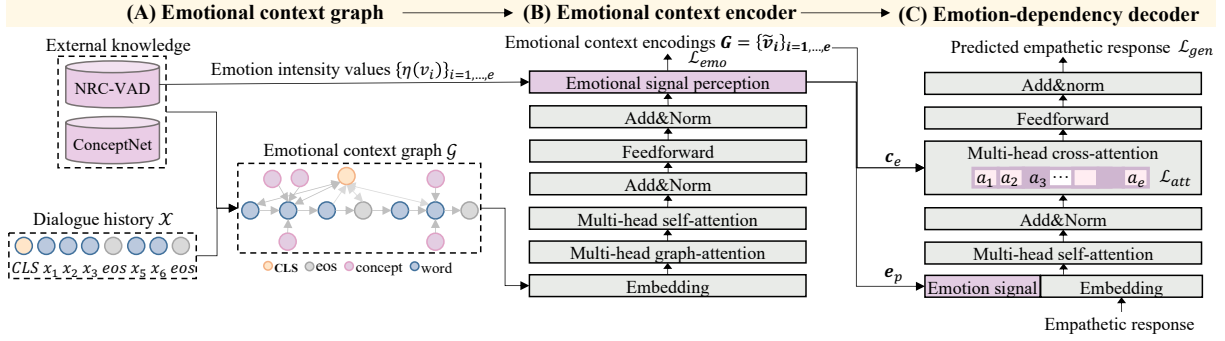 (A) Emotional context graph
(B) Emotional context encoder
(C) Emotion-dependency decoder
External knowledge
NRC-VAD
ConceptNet
Emotion intensity values {η(v_i)}_{i=1,...,e}
Dialogue history 𝒳
CLS x_1 x_2 x_3 eos x_5 x_6 eos
Emotional context graph 𝒢
CLS eos concept word
Emotional context encodings G = {ṽ_i}_{i=1,...,e}
ℒ_emo
Emotional signal perception
Add&Norm
Feedforward
Add&Norm
Multi-head self-attention
Multi-head graph-attention
Embedding
c_e
e_p
Predicted empathetic response ℒ_gen
Add&norm
Feedforward
Multi-head cross-attention
a_1 a_2 a_3 ... a_e ℒ_att
Add&Norm
Multi-head self-attention
Emotion signal Embedding
Empathetic response